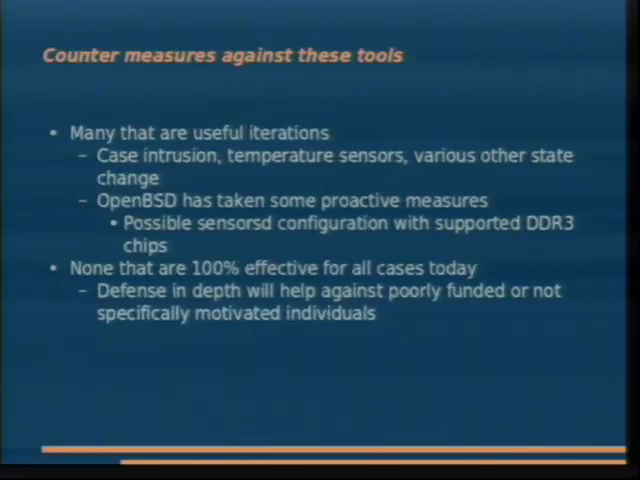 Counter measures against these tools
• Many that are useful iterations
– Case intrusion, temperature sensors, various other state
change
– OpenBSD has taken some proactive measures
• Possible sensorsd configuration with supported DDR3
chips
• None that are 100% effective for all cases today
– Defense in depth will help against poorly funded or not
specifically motivated individuals